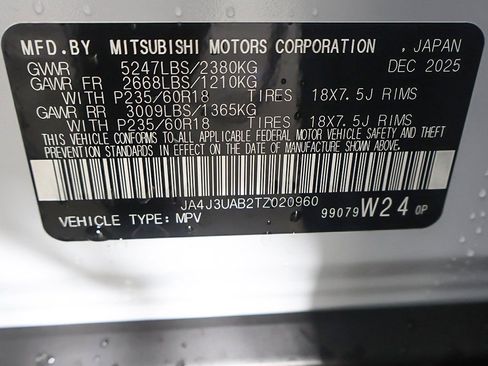 MFD.BY. MITSUBISHI MOTORS CORPORATION , JAPAN
GVWR 5247LBS/2380KG DEC 2025
GAWR FR 2668LBS/1210KG
WITH P235/60R18 TIRES 18X7.5J RIMS
GAWR RR 3009LBS/1365KG
WITH P235/60R18 TIRES 18X7.5J RIMS
THIS VEHICLE CONFORMS TO ALL APPLICABLE FEDERAL MOTOR VEHICLE SAFETY AND THEFT
PREVENTION STANDARDS IN EFFECT ON THE DATE OF MANUFACTURE SHOWN ABOVE.
JA4J3UAB2TZ020960
VEHICLE TYPE: MPV 99079 W24 0P